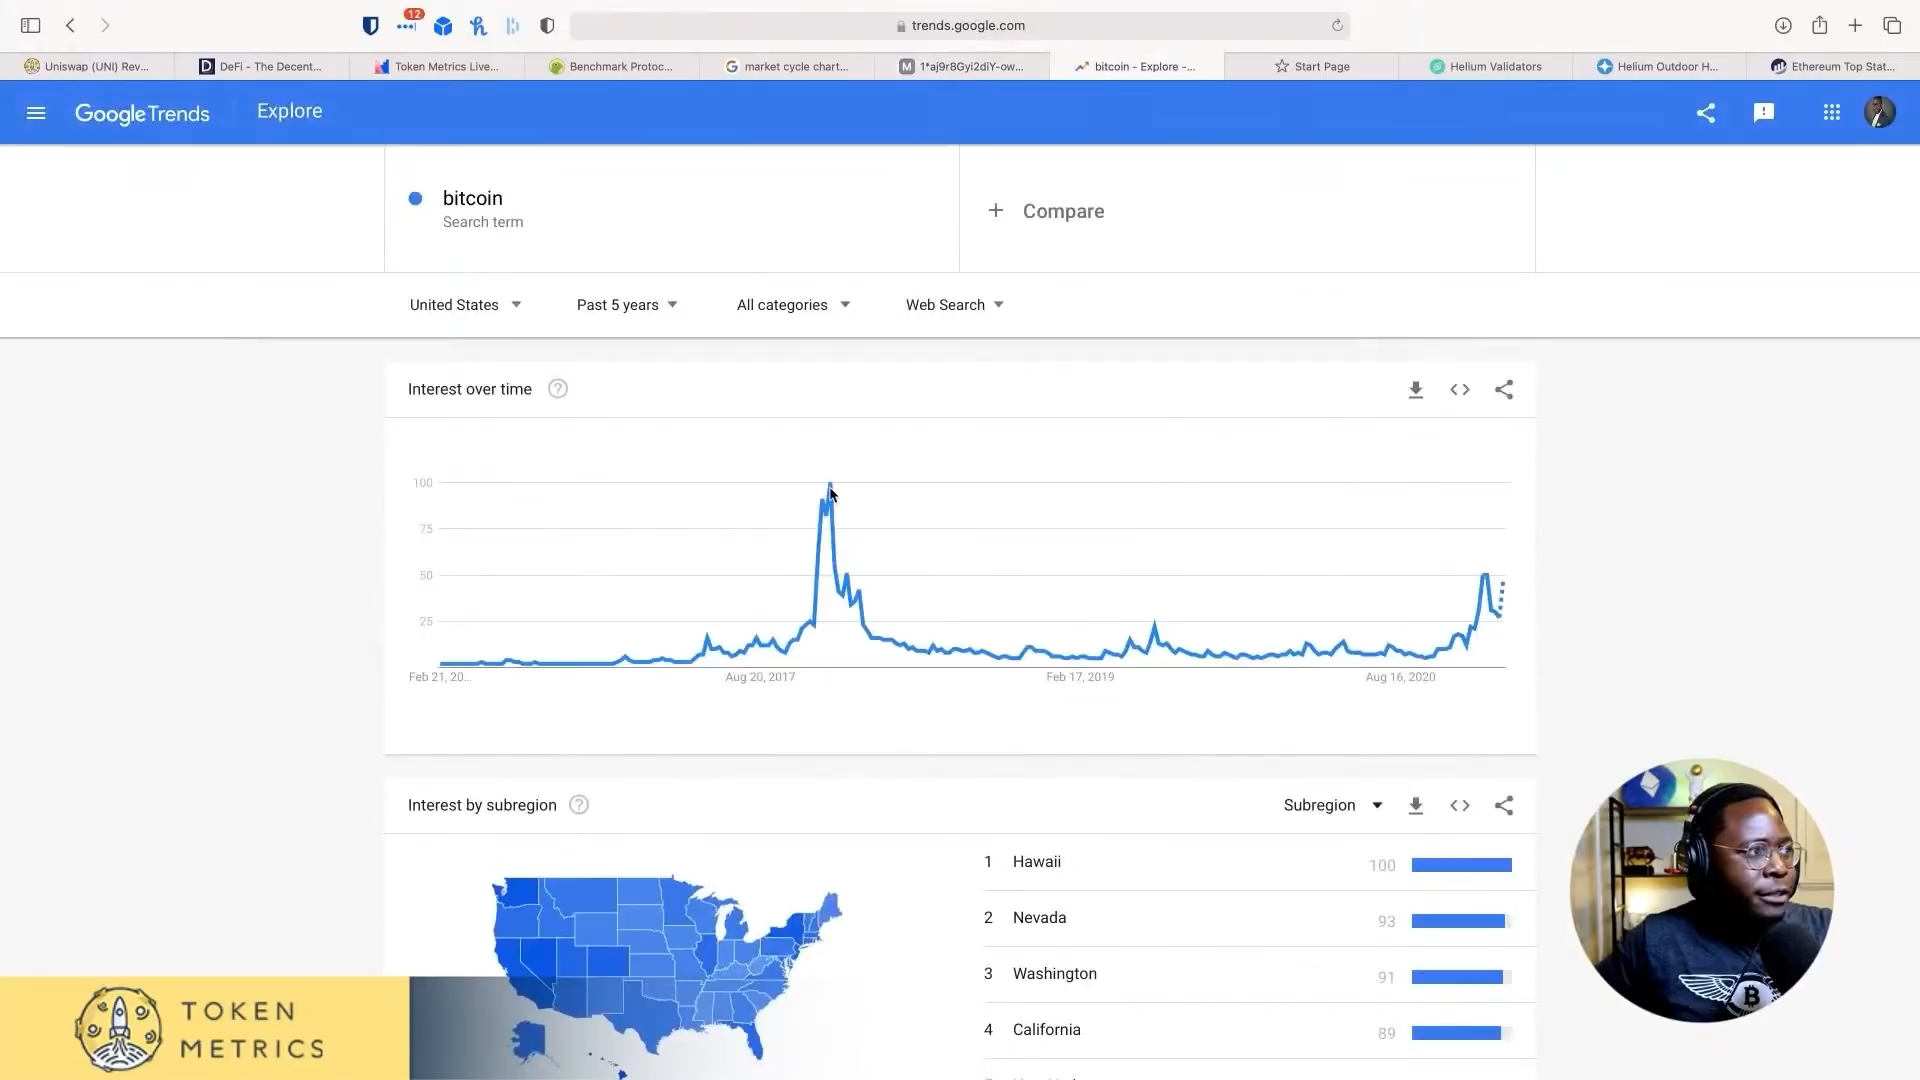 12
trends.google.com
Uniswap (UNI) Rev...
DeFi - The Decent...
Token Metrics Live...
Benchmark Protoc...
market cycle chart...
1*aj9r8Gyi2diY-ow...
bitcoin - Explore -...
Start Page
Helium Validators
Helium Outdoor H...
Ethereum Top Stat...
Google Trends
Explore
bitcoin
Search term
+ Compare
United States
Past 5 years
All categories
Web Search
Interest over time
100
75
50
25
Feb 21, 20...
Aug 20, 2017
Feb 17, 2019
Aug 16, 2020
Interest by subregion
Subregion
1 Hawaii 100
2 Nevada 93
3 Washington 91
4 California 89
TOKEN
METRICS